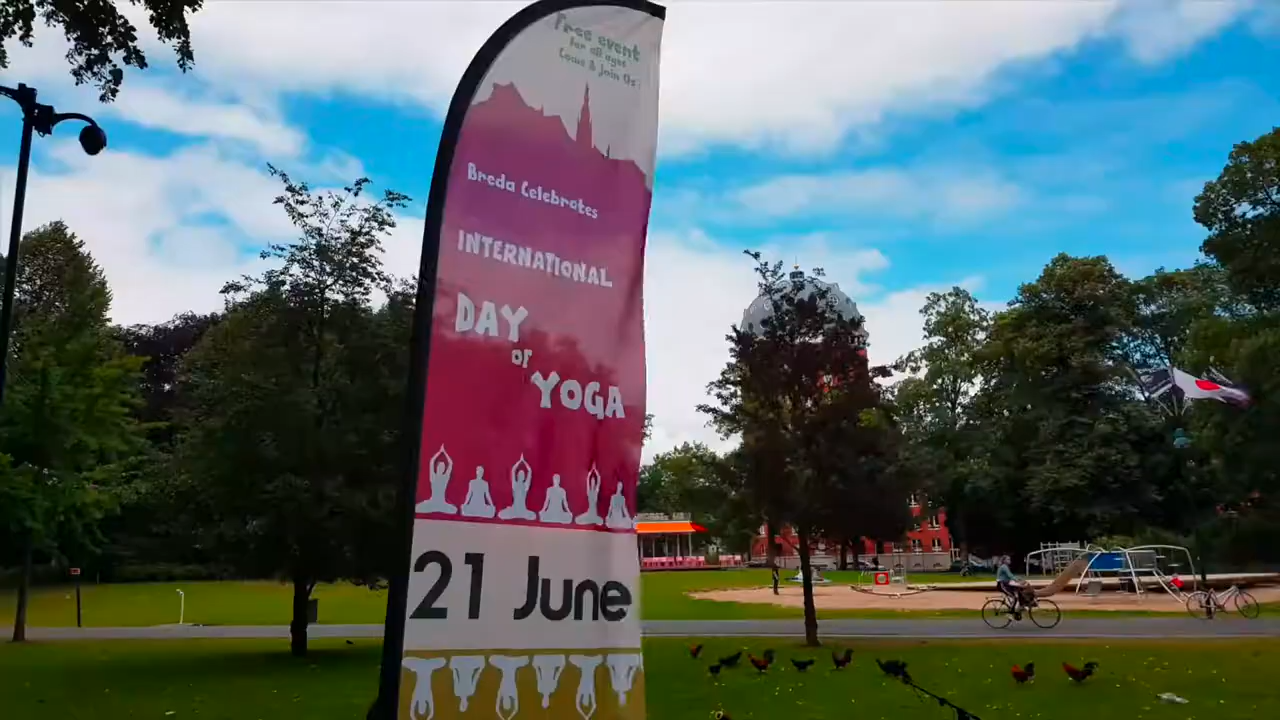 Free event
for all ages
Come & Join Us
Breda Celebrates
INTERNATIONAL
DAY
OF
YOGA
21 June